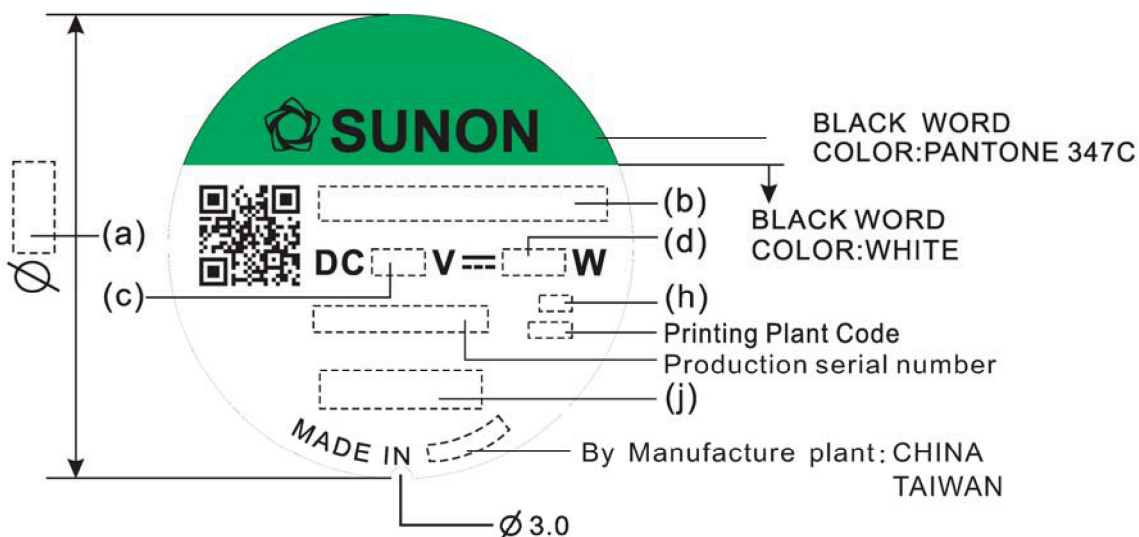 SUNON
BLACK WORD
COLOR:PANTONE 347C
(a)
(b)
BLACK WORD
COLOR:WHITE
(d)
DC V W
(c)
(h)
Printing Plant Code
Production serial number
(j)
MADE IN
By Manufacture plant: CHINA
TAIWAN
Ø
Ø 3.0